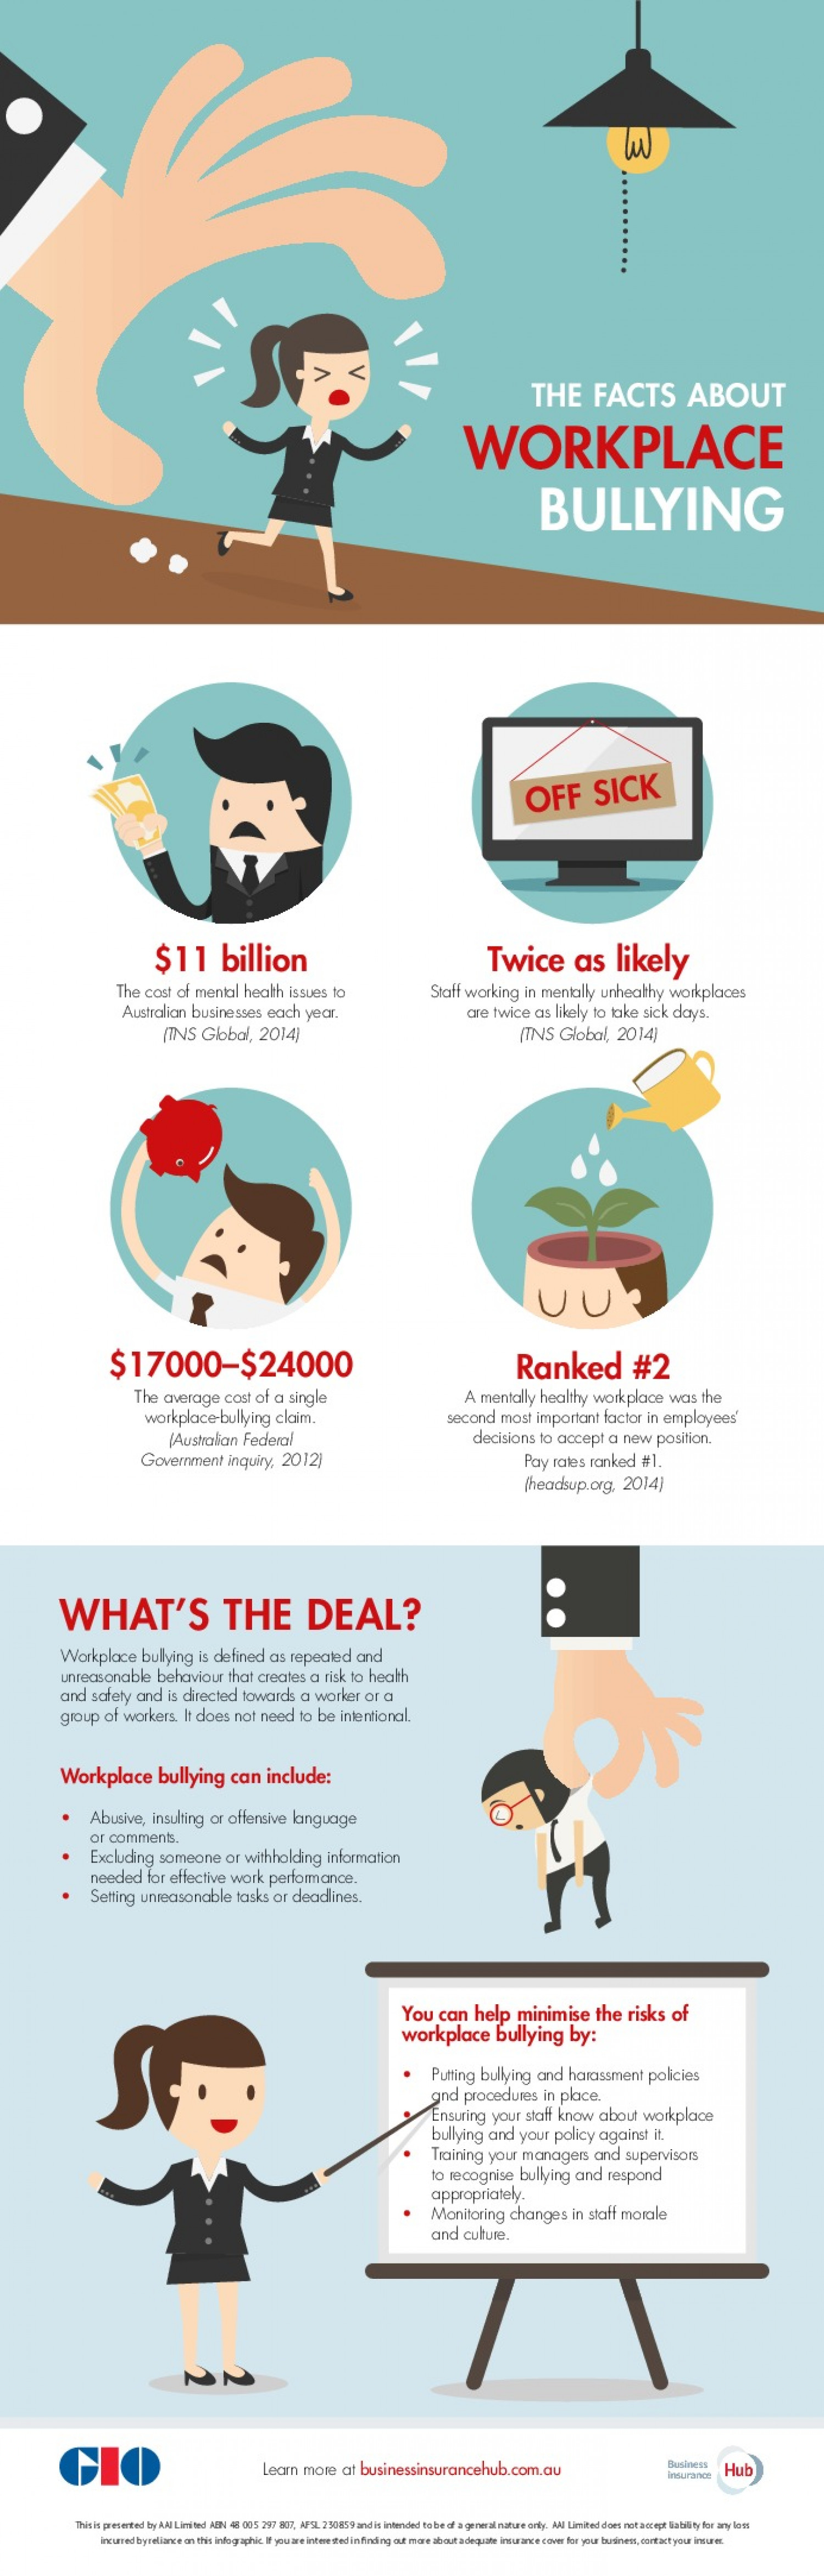 THE FACTS ABOUT
WORKPLACE
BULLYING
OFF SICK
$11 billion
The cost of mental health issues to
Australian businesses each year.
(TNS Global, 2014)
Twice as likely
Staff working in mentally unhealthy workplaces
are twice as likely to take sick days.
(TNS Global, 2014)
$17000–$24000
The average cost of a single
workplace-bullying claim.
(Australian Federal
Government inquiry, 2012)
Ranked #2
A mentally healthy workplace was the
second most important factor in employees'
decisions to accept a new position.
Pay rates ranked #1.
(headsup.org, 2014)
WHAT'S THE DEAL?
Workplace bullying is defined as repeated and
unreasonable behaviour that creates a risk to health
and safety and is directed towards a worker or a
group of workers. It does not need to be intentional.
Workplace bullying can include:
• Abusive, insulting or offensive language
or comments.
• Excluding someone or withholding information
needed for effective work performance.
• Setting unreasonable tasks or deadlines.
You can help minimise the risks of
workplace bullying by:
• Putting bullying and harassment policies
and procedures in place.
• Ensuring your staff know about workplace
bullying and your policy against it.
• Training your managers and supervisors
to recognise bullying and respond
appropriately.
• Monitoring changes in staff morale
and culture.
GIO
Learn more at businessinsurancehub.com.au
Business
insurance
Hub
This is presented by AAI Limited ABN 48 005 297 807, AFSL 230859 and is intended to be of a general nature only. AAI Limited does not accept liability for any loss
incurred by reliance on this infographic. If you are interested in finding out more about adequate insurance cover for your business, contact your insurer.